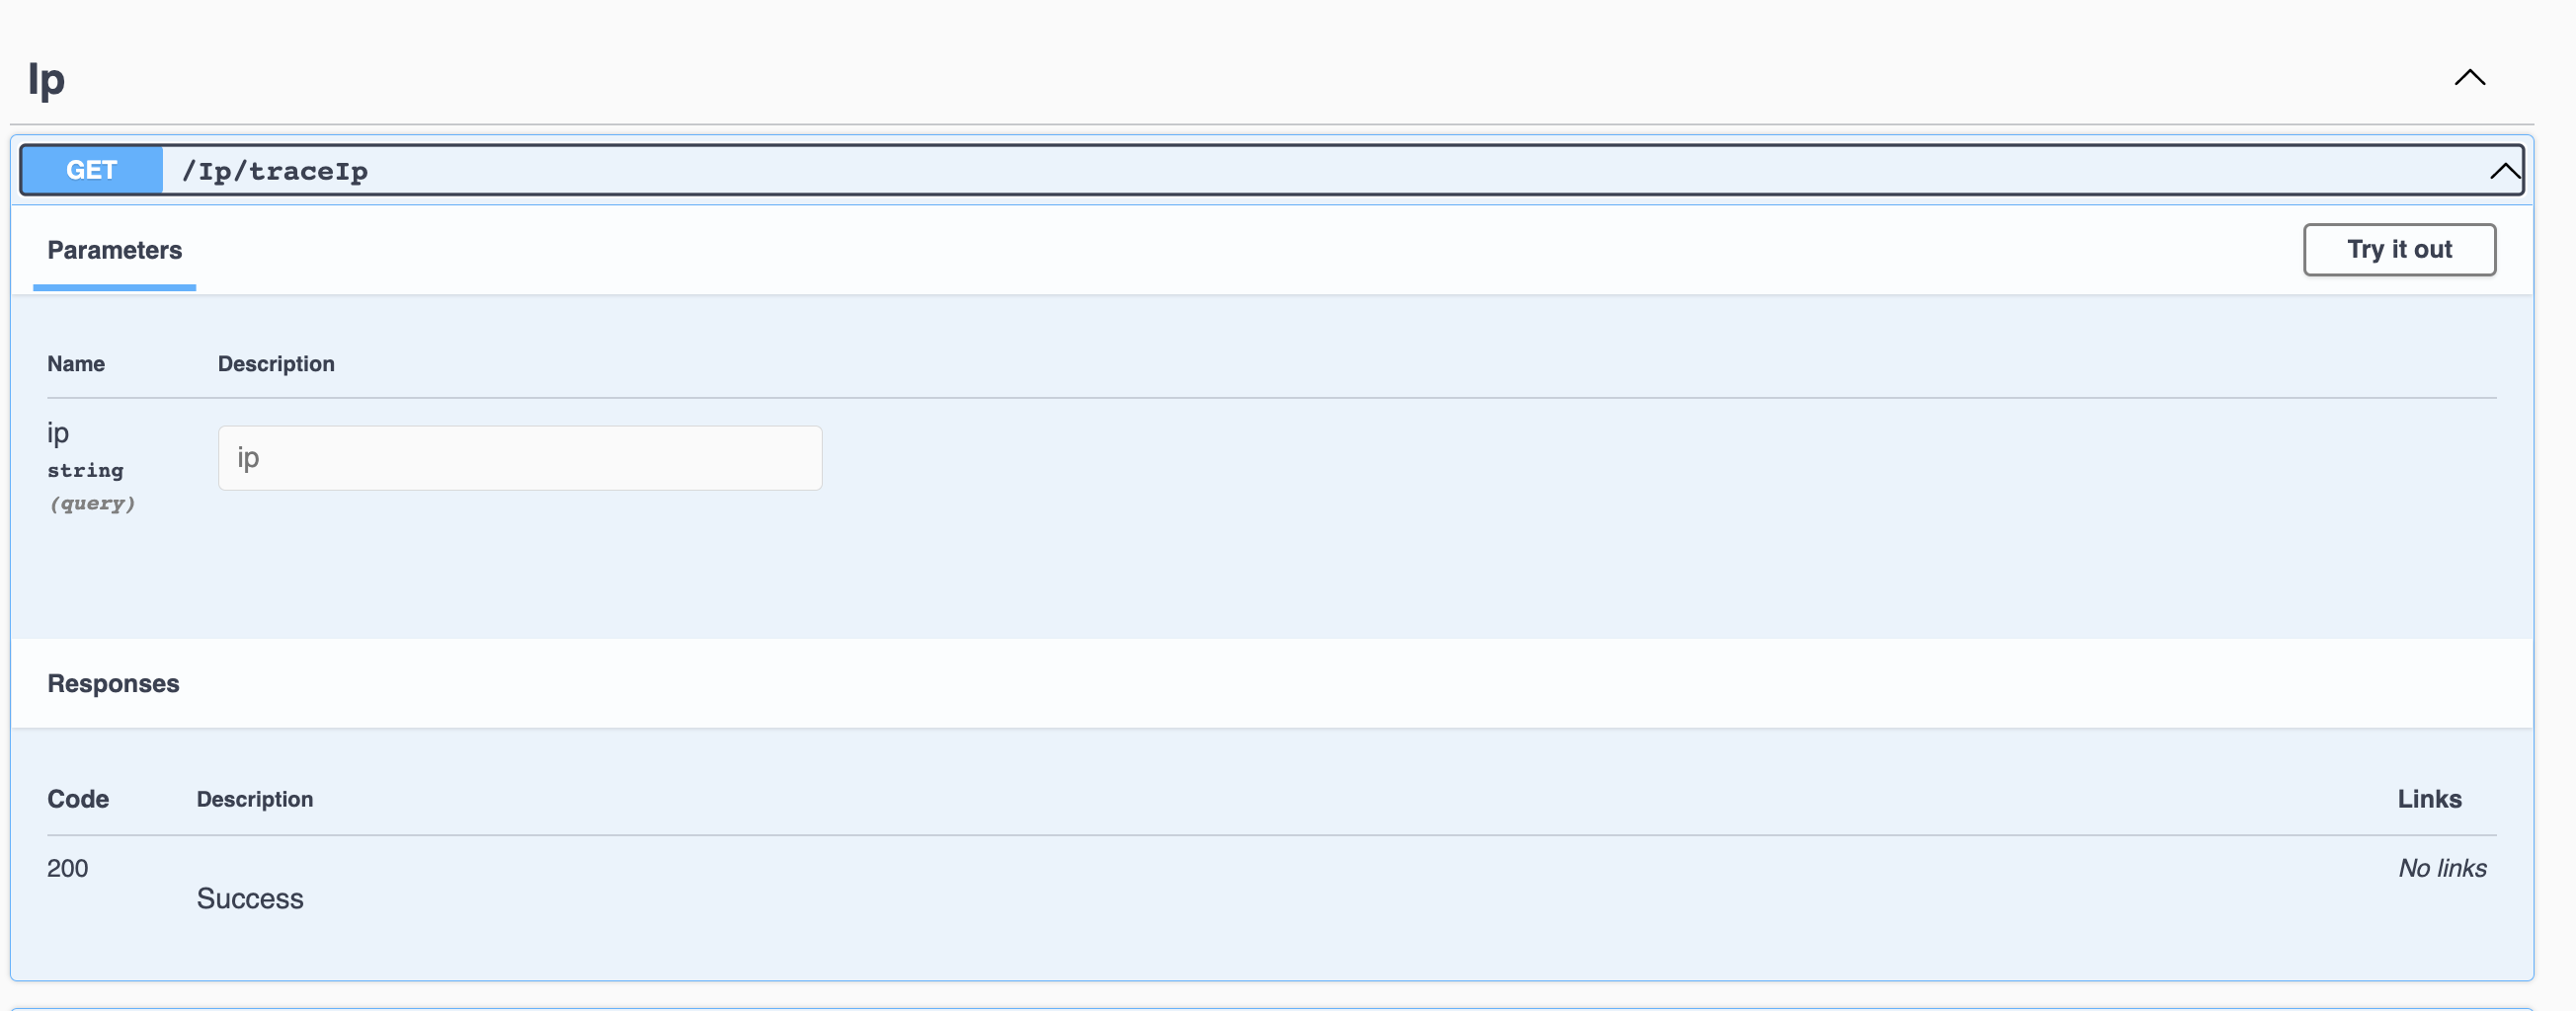 Ip
GET /Ip/traceIp
Parameters
Try it out
Name Description
ip
string
(query)
ip
Responses
Code Description Links
200
Success
No links